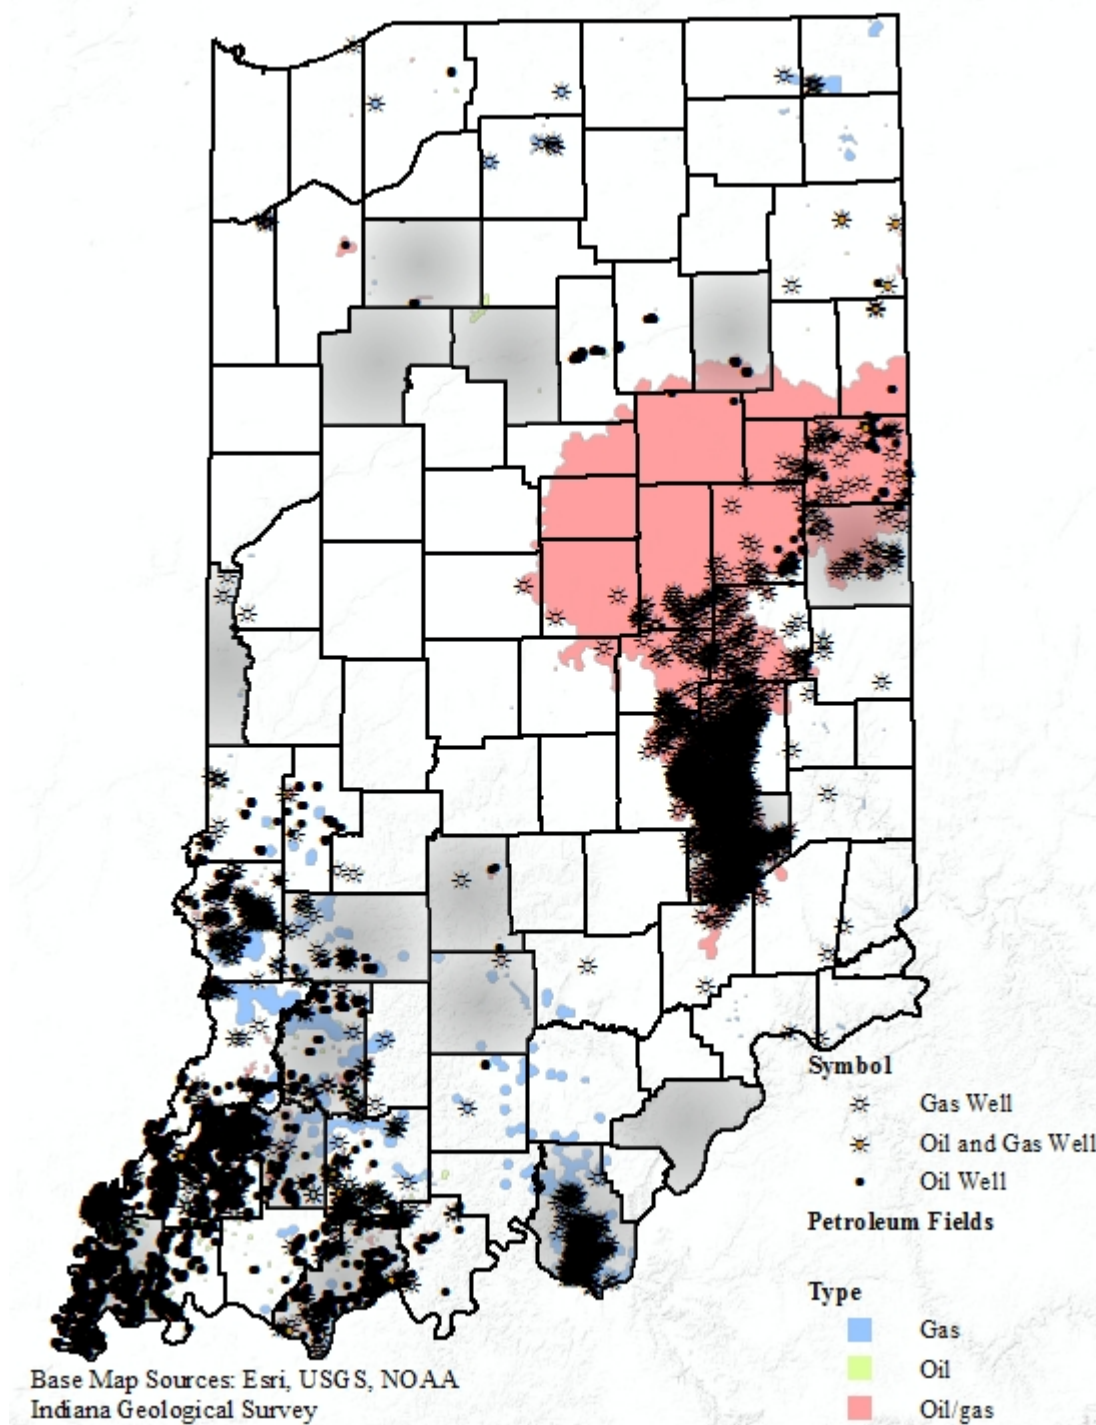 Symbol
Gas Well
Oil and Gas Well
Oil Well
Petroleum Fields
Type
Gas
Oil
Oil/gas
Base Map Sources: Esri, USGS, NOAA
Indiana Geological Survey